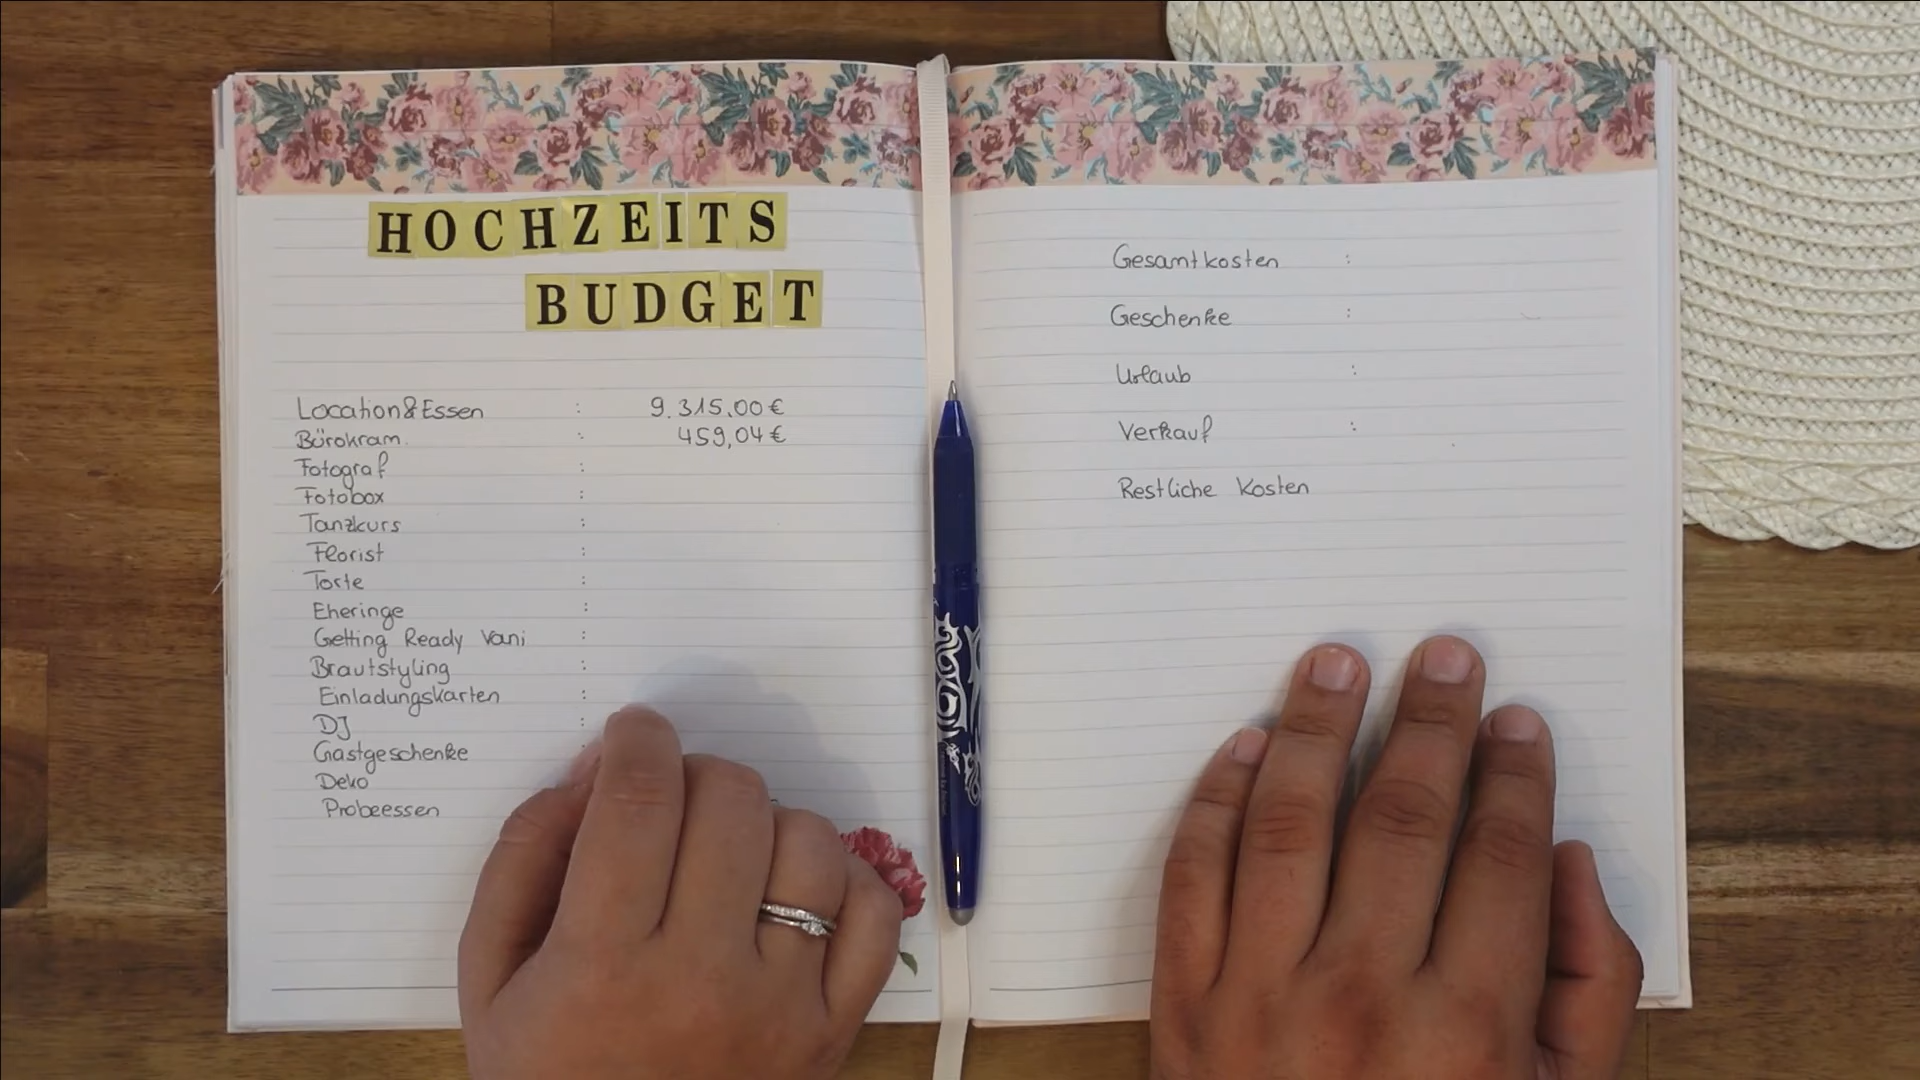 HOCHZEITS
BUDGET
Location&Essen : 9.315,00€
Bürokram. : 459,04€
Fotograf :
Fotobox :
Tanzkurs :
Florist :
Torte :
Eheringe :
Getting Ready Vani :
Brautstyling :
Einladungskarten :
DJ :
Gastgeschenke :
Deko
Probeessen
Gesamtkosten :
Geschenke :
Urlaub :
Verkauf :
Restliche Kosten